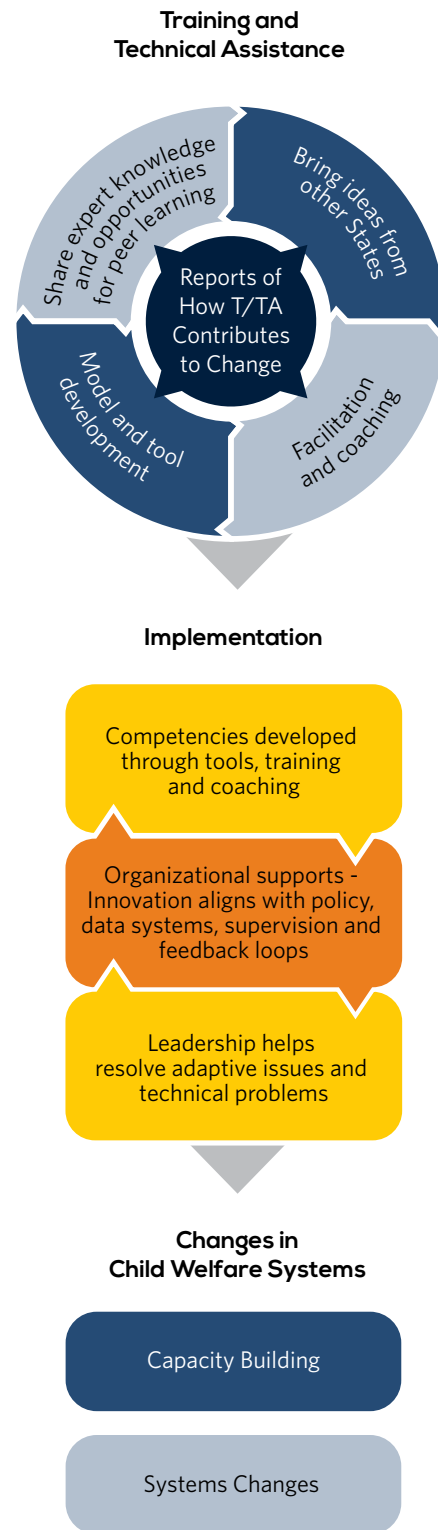 Training and
Technical Assistance
Share expert knowledge
and opportunities
for peer learning
Bring ideas from
other States
Reports of
How T/TA
Contributes
to Change
Model and tool
development
Facilitation
and coaching
Implementation
Competencies developed
through tools, training
and coaching
Organizational supports -
Innovation aligns with policy,
data systems, supervision and
feedback loops
Leadership helps
resolve adaptive issues and
technical problems
Changes in
Child Welfare Systems
Capacity Building
Systems Changes